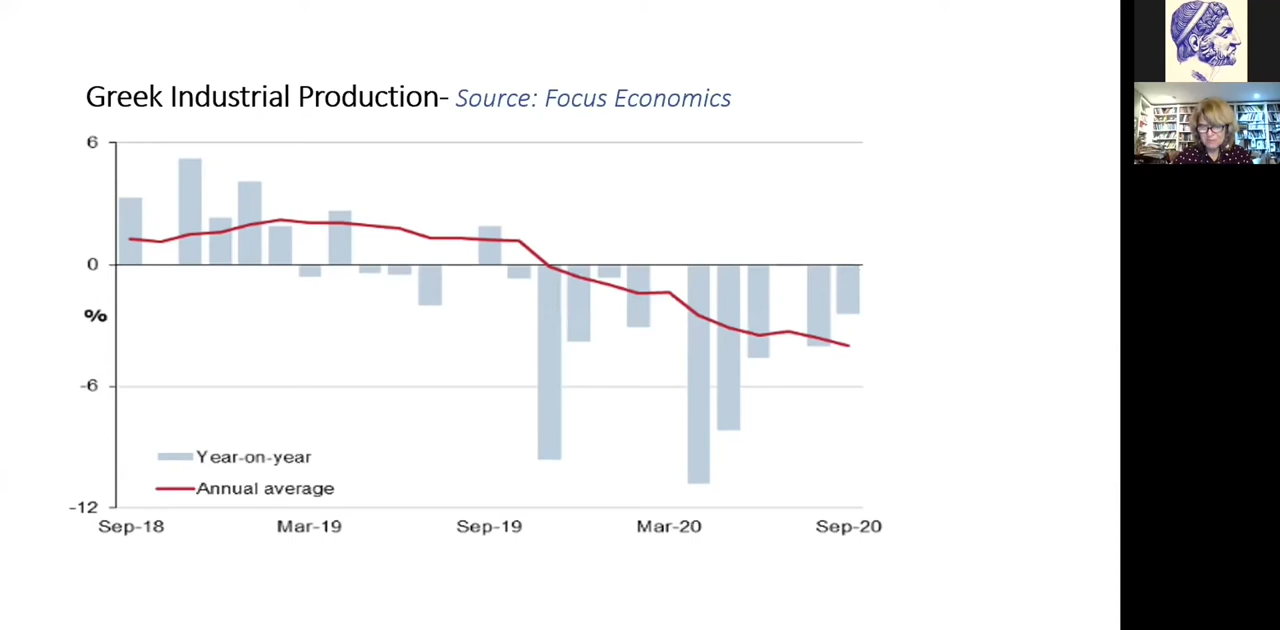 Greek Industrial Production- Source: Focus Economics
6
0
%
-6
Year-on-year
Annual average
-12
Sep-18 Mar-19 Sep-19 Mar-20 Sep-20